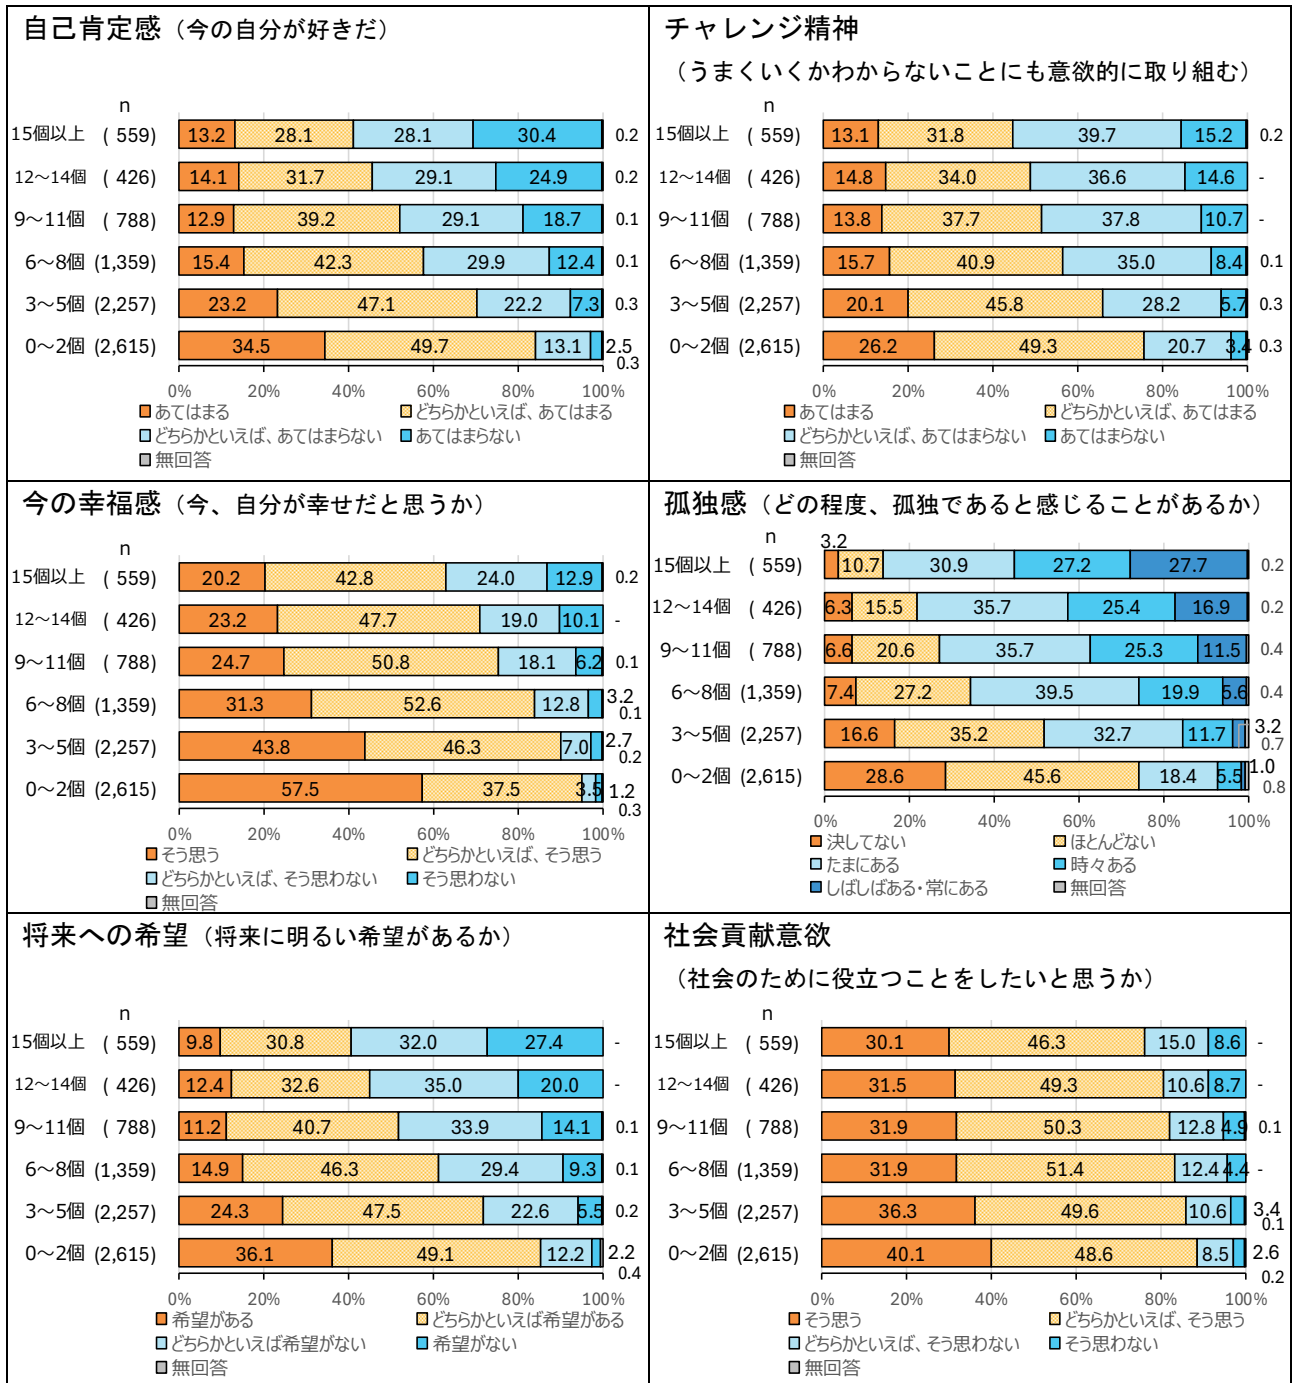 自己肯定感（今の自分が好きだ）
n
15個以上 ( 559) 13.2 28.1 28.1 30.4 0.2
12～14個 ( 426) 14.1 31.7 29.1 24.9 0.2
9～11個 ( 788) 12.9 39.2 29.1 18.7 0.1
6～8個 (1,359) 15.4 42.3 29.9 12.4 0.1
3～5個 (2,257) 23.2 47.1 22.2 7.3 0.3
0～2個 (2,615) 34.5 49.7 13.1 2.5 0.3
0% 20% 40% 60% 80% 100%
あてはまる どちらかといえば、あてはまる
どちらかといえば、あてはまらない あてはまらない
無回答
チャレンジ精神
（うまくいくかわからないことにも意欲的に取り組む）
n
15個以上 ( 559) 13.1 31.8 39.7 15.2 0.2
12～14個 ( 426) 14.8 34.0 36.6 14.6 -
9～11個 ( 788) 13.8 37.7 37.8 10.7 -
6～8個 (1,359) 15.7 40.9 35.0 8.4 0.1
3～5個 (2,257) 20.1 45.8 28.2 5.7 0.3
0～2個 (2,615) 26.2 49.3 20.7 3.4 0.3
0% 20% 40% 60% 80% 100%
あてはまる どちらかといえば、あてはまる
どちらかといえば、あてはまらない あてはまらない
無回答
今の幸福感（今、自分が幸せだと思うか）
n
15個以上 ( 559) 20.2 42.8 24.0 12.9 0.2
12～14個 ( 426) 23.2 47.7 19.0 10.1 -
9～11個 ( 788) 24.7 50.8 18.1 6.2 0.1
6～8個 (1,359) 31.3 52.6 12.8 3.2 0.1
3～5個 (2,257) 43.8 46.3 7.0 2.7 0.2
0～2個 (2,615) 57.5 37.5 3.5 1.2 0.3
0% 20% 40% 60% 80% 100%
そう思う どちらかといえば、そう思う
どちらかといえば、そう思わない そう思わない
無回答
孤独感（どの程度、孤独であると感じることがあるか）
n
15個以上 ( 559) 3.2 10.7 30.9 27.2 27.7 0.2
12～14個 ( 426) 6.3 15.5 35.7 25.4 16.9 0.2
9～11個 ( 788) 6.6 20.6 35.7 25.3 11.5 0.4
6～8個 (1,359) 7.4 27.2 39.5 19.9 5.6 0.4
3～5個 (2,257) 16.6 35.2 32.7 11.7 3.2 0.7
0～2個 (2,615) 28.6 45.6 18.4 5.5 1.0 0.8
0% 20% 40% 60% 80% 100%
決してない ほとんどない
たまにある 時々ある
しばしばある・常にある 無回答
将来への希望（将来に明るい希望があるか）
n
15個以上 ( 559) 9.8 30.8 32.0 27.4 -
12～14個 ( 426) 12.4 32.6 35.0 20.0 -
9～11個 ( 788) 11.2 40.7 33.9 14.1 0.1
6～8個 (1,359) 14.9 46.3 29.4 9.3 0.1
3～5個 (2,257) 24.3 47.5 22.6 5.5 0.2
0～2個 (2,615) 36.1 49.1 12.2 2.2 0.4
0% 20% 40% 60% 80% 100%
希望がある どちらかといえば希望がある
どちらかといえば希望がない 希望がない
無回答
社会貢献意欲
（社会のために役立つことをしたいと思うか）
n
15個以上 ( 559) 30.1 46.3 15.0 8.6 -
12～14個 ( 426) 31.5 49.3 10.6 8.7 -
9～11個 ( 788) 31.9 50.3 12.8 4.9 0.1
6～8個 (1,359) 31.9 51.4 12.4 4.4 -
3～5個 (2,257) 36.3 49.6 10.6 3.4 0.1
0～2個 (2,615) 40.1 48.6 8.5 2.6 0.2
0% 20% 40% 60% 80% 100%
そう思う どちらかといえば、そう思う
どちらかといえば、そう思わない そう思わない
無回答